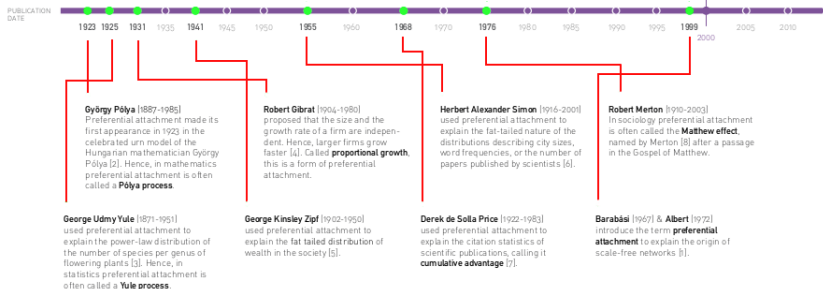 PUBLICATION
DATE
1923 1925 1931 1935 1941 1945 1950 1955 1960 1968 1970 1976 1980 1985 1990 1995 1999 2000 2005 2010
György Pólya (1887-1985)
Preferential attachment made its
first appearance in 1923 in the
celebrated urn model of the
Hungarian mathematician György
Pólya [2]. Hence, in mathematics
preferential attachment is often
called a Pólya process.
Robert Gibrat (1904-1980)
proposed that the size and the
growth rate of a firm are indepen-
dent. Hence, larger firms grow
faster [4]. Called proportional growth,
this is a form of preferential
attachment.
Herbert Alexander Simon (1916-2001)
used preferential attachment to
explain the fat-tailed nature of the
distributions describing city sizes,
word frequencies, or the number of
papers published by scientists [6].
Robert Merton (1910-2003)
In sociology preferential attachment
is often called the Matthew effect,
named by Merton [8] after a passage
in the Gospel of Matthew.
George Udmy Yule (1871-1951)
used preferential attachment to
explain the power-law distribution of
the number of species per genus of
flowering plants [3]. Hence, in
statistics preferential attachment is
often called a Yule process.
George Kinsley Zipf (1902-1950)
used preferential attachment to
explain the fat tailed distribution of
wealth in the society [5].
Derek de Solla Price (1922-1983)
used preferential attachment to
explain the citation statistics of
scientific publications, calling it
cumulative advantage [7].
Barabási (1967) & Albert (1972)
introduce the term preferential
attachment to explain the origin of
scale-free networks [1].